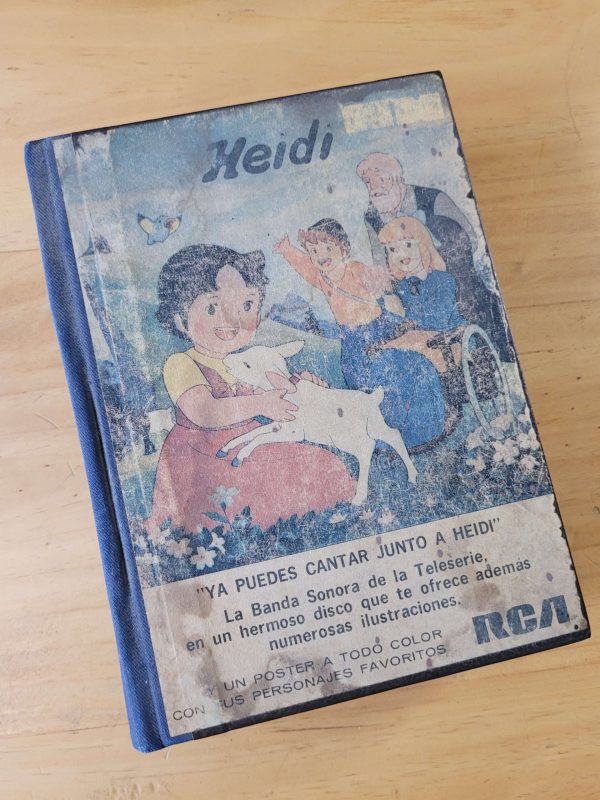 Heidi
"YA PUEDES CANTAR JUNTO A HEIDI"
La Banda Sonora de la Teleserie,
en un hermoso disco que te ofrece además
numerosas ilustraciones.
Y UN POSTER A TODO COLOR
CON SUS PERSONAJES FAVORITOS
RCA